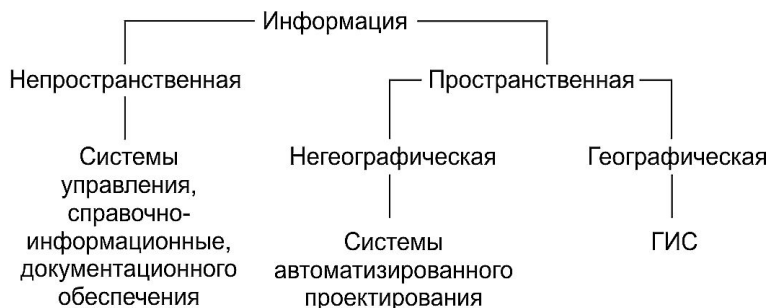 Информация
Непространственная
Пространственная
Системы
управления,
справочно-
информационные,
документационного
обеспечения
Негеографическая
Географическая
Системы
автоматизированного
проектирования
ГИС